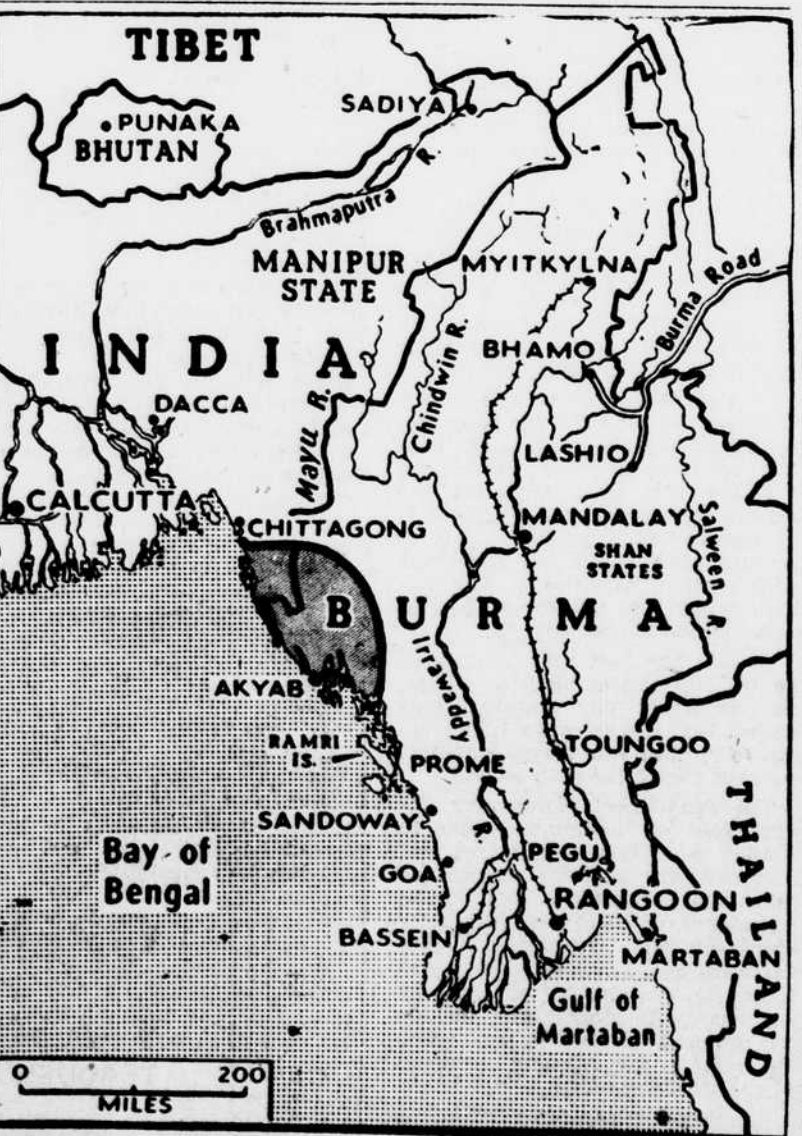 TIBET
SADIYA
PUNAKA
BHUTAN
Brahmaputra R.
MANIPUR
STATE
MYITKYLNA
Burma Road
INDIA
BHAMO
Chindwin R.
DACCA
Mayu R.
LASHIO
CALCUTTA
CHITTAGONG
MANDALAY
Salween R.
SHAN
STATES
BURMA
Irrawaddy R.
AKYAB
RAMRI
IS.
TOUNGOO
PROME
THAILAND
SANDOWAY
Bay of
Bengal
PEGU
GOA
RANGOON
BASSEIN
MARTABAN
Gulf of
Martaban
0 200
MILES